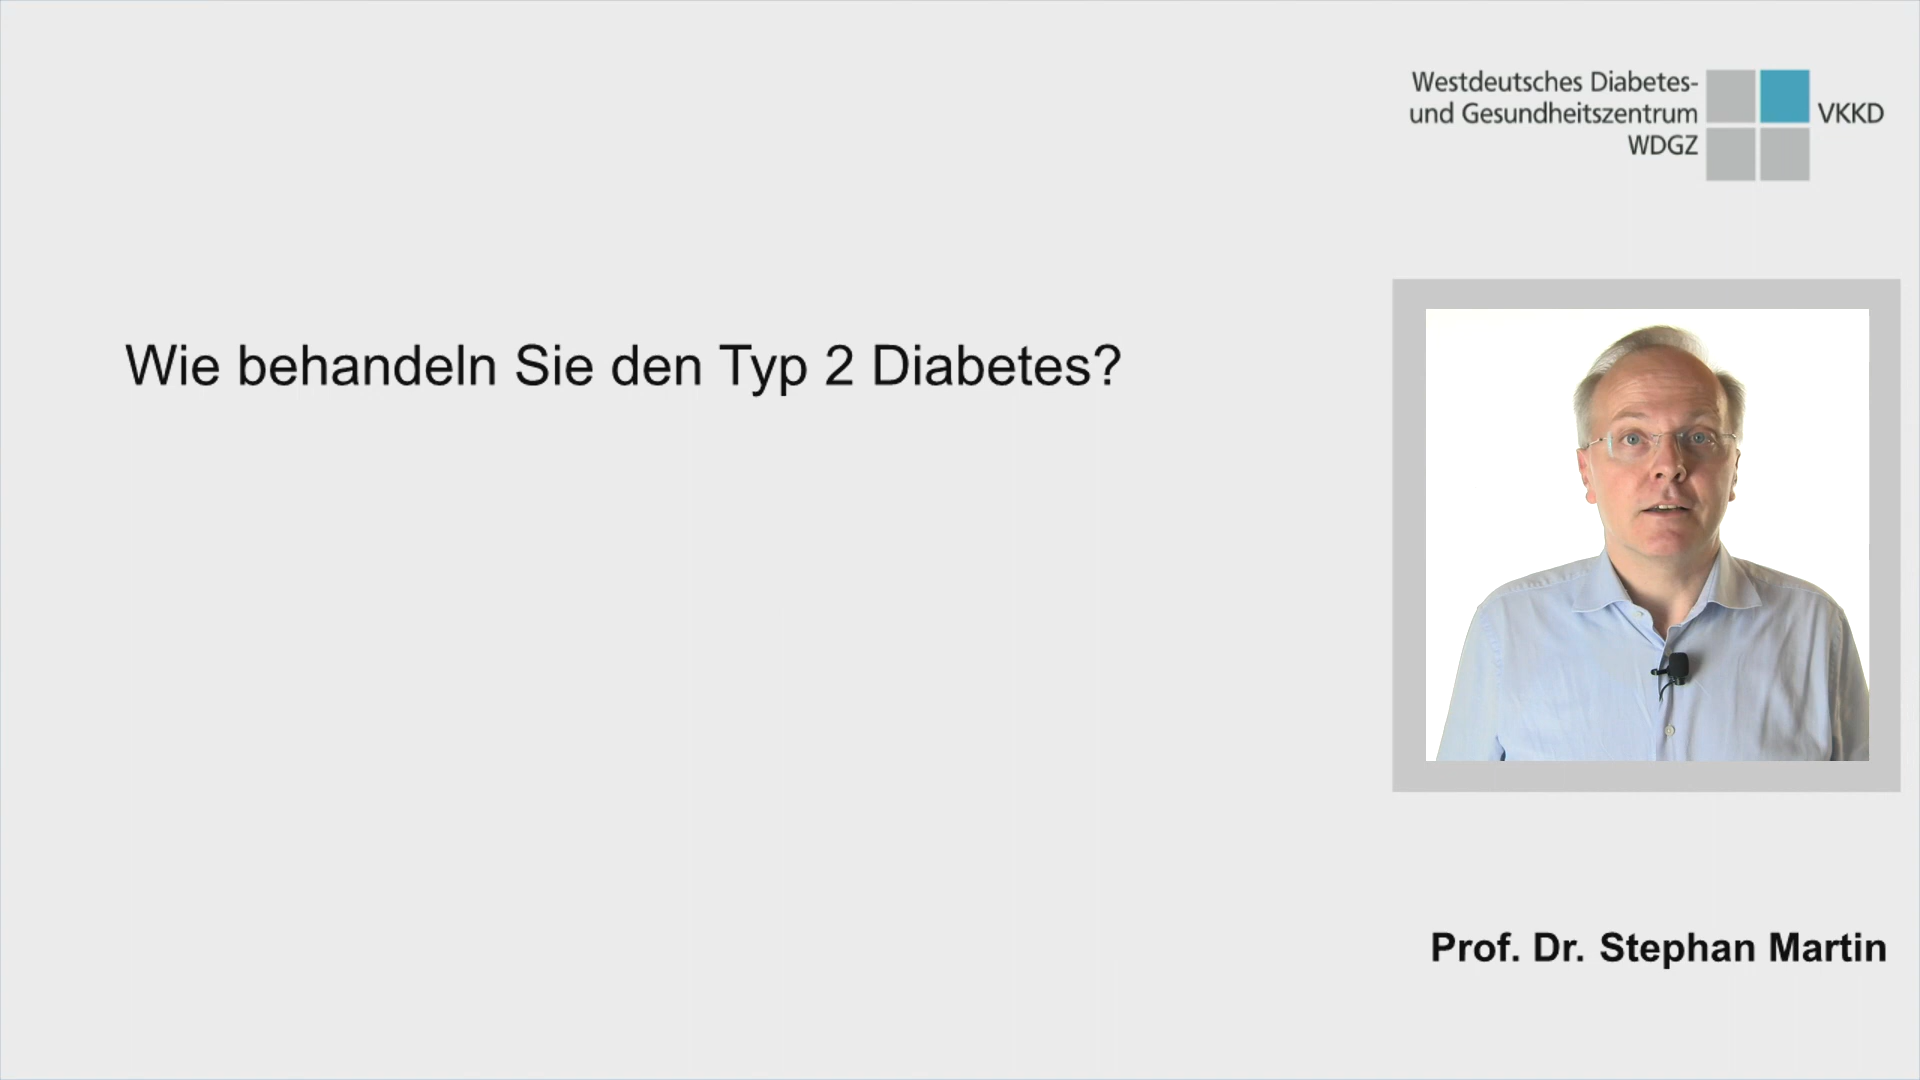 Westdeutsches Diabetes-
und Gesundheitszentrum
WDGZ
VKKD
Wie behandeln Sie den Typ 2 Diabetes?
Prof. Dr. Stephan Martin